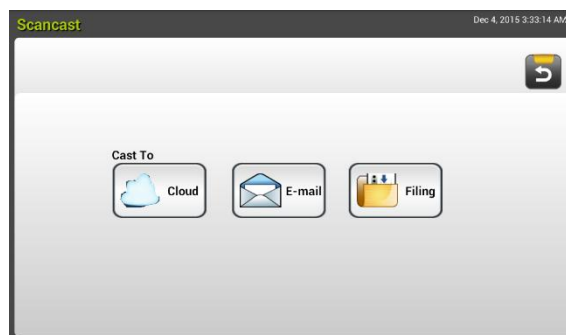 Scancast
Dec 4, 2015 3:33:14 AM
Cast To
Cloud
E-mail
Filing